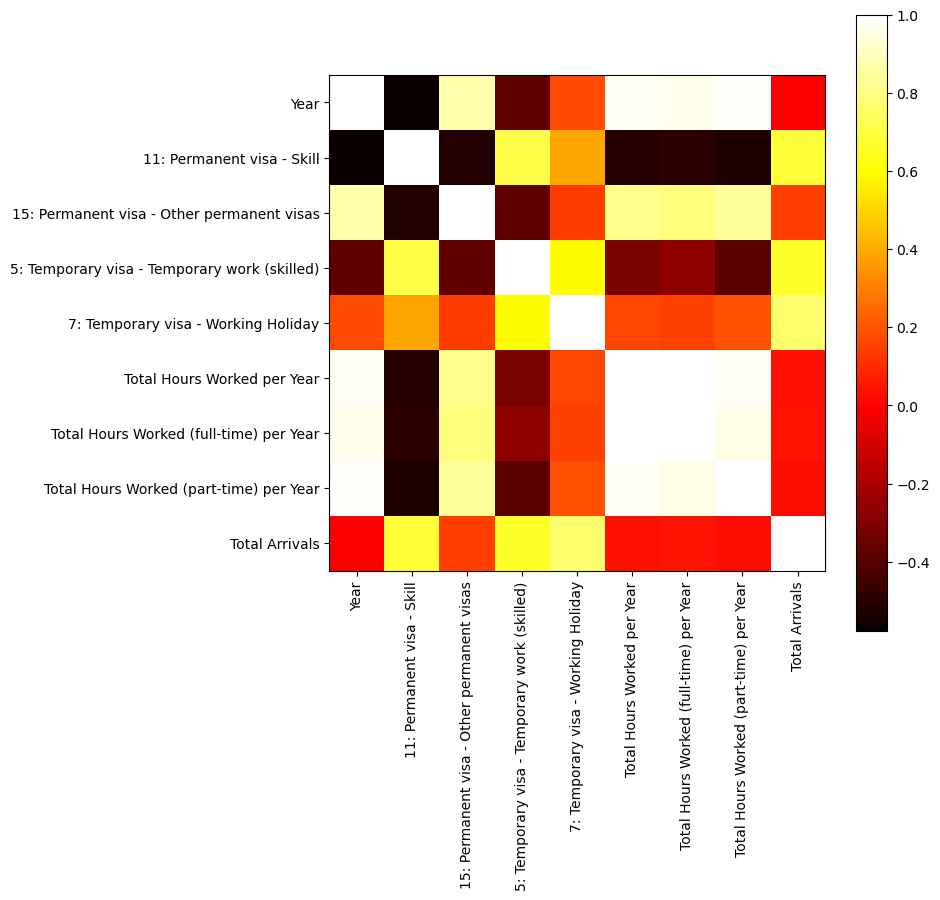 1.0
0.8
0.6
0.4
0.2
0.0
−0.2
−0.4
Year
11: Permanent visa - Skill
15: Permanent visa - Other permanent visas
5: Temporary visa - Temporary work (skilled)
7: Temporary visa - Working Holiday
Total Hours Worked per Year
Total Hours Worked (full-time) per Year
Total Hours Worked (part-time) per Year
Total Arrivals
Year
11: Permanent visa - Skill
15: Permanent visa - Other permanent visas
5: Temporary visa - Temporary work (skilled)
7: Temporary visa - Working Holiday
Total Hours Worked per Year
Total Hours Worked (full-time) per Year
Total Hours Worked (part-time) per Year
Total Arrivals